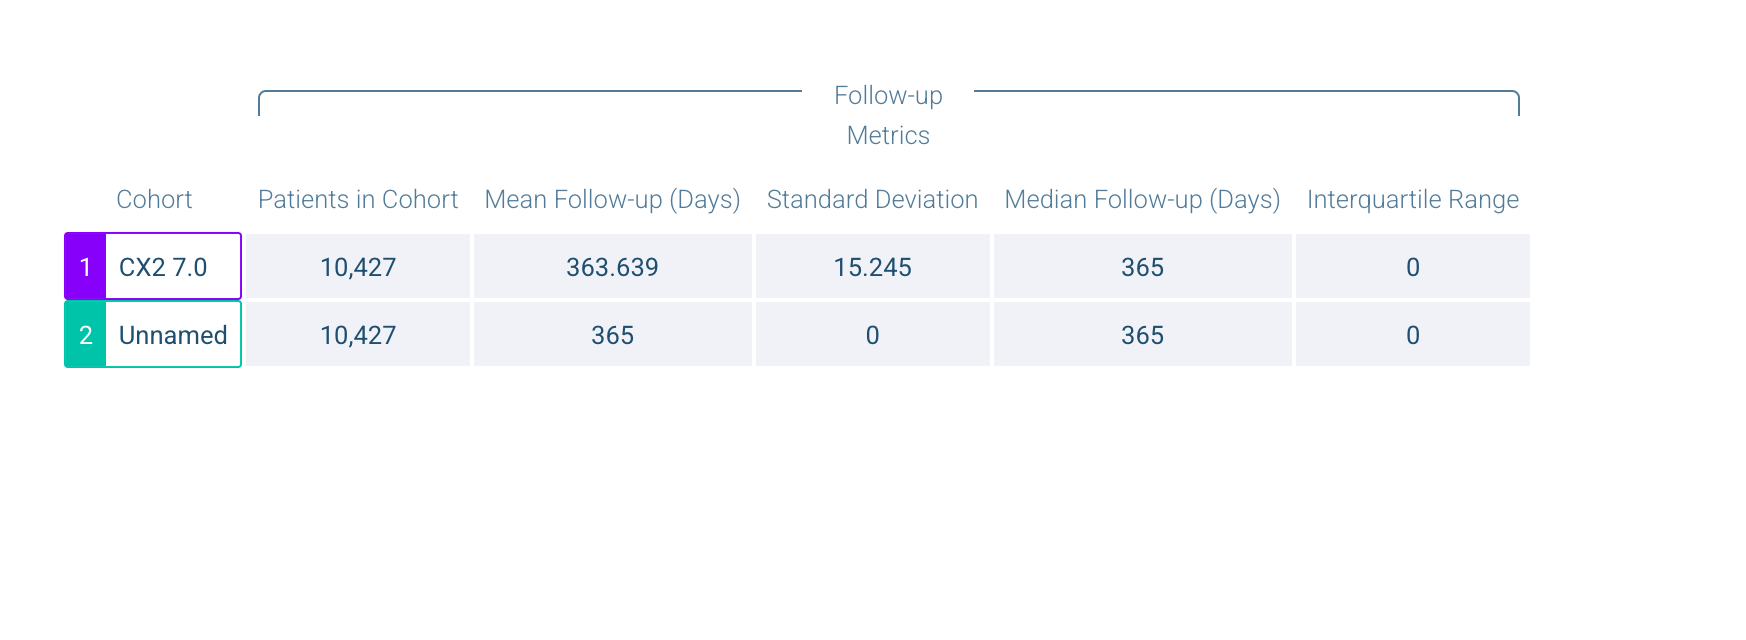 Follow-up
Metrics
Cohort Patients in Cohort Mean Follow-up (Days) Standard Deviation Median Follow-up (Days) Interquartile Range
1 CX2 7.0 10,427 363.639 15.245 365 0
2 Unnamed 10,427 365 0 365 0